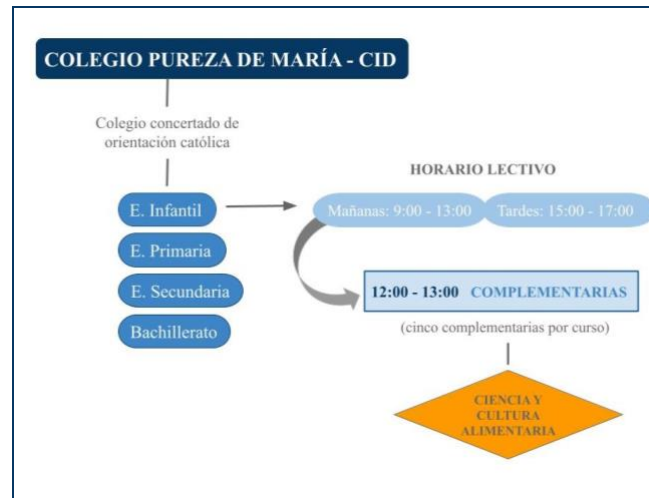 COLEGIO PUREZA DE MARÍA - CID
Colegio concertado de
orientación católica
HORARIO LECTIVO
E. Infantil
Mañanas: 9:00 - 13:00
Tardes: 15:00 - 17:00
E. Primaria
E. Secundaria
Bachillerato
12:00 - 13:00 COMPLEMENTARIAS
(cinco complementarias por curso)
CIENCIA Y
CULTURA
ALIMENTARIA